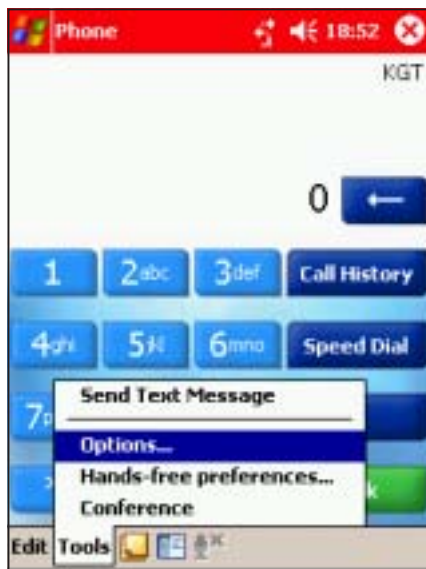 Phone 18:52
KGT
0
1 2abc 3def Call History
4ghi 5jkl 6mno Speed Dial
7p
Send Text Message
Options...
Hands-free preferences...
Conference
k
Edit Tools